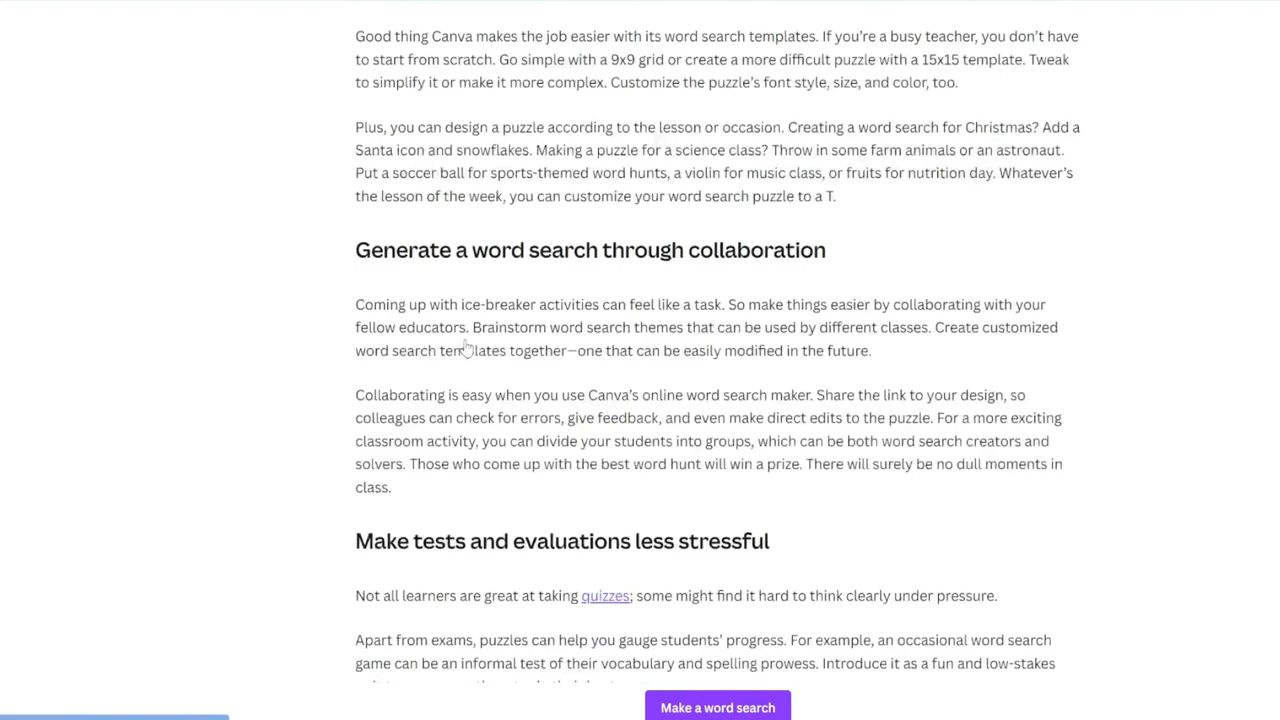 Good thing Canva makes the job easier with its word search templates. If you're a busy teacher, you don't have
to start from scratch. Go simple with a 9x9 grid or create a more difficult puzzle with a 15x15 template. Tweak
to simplify it or make it more complex. Customize the puzzle's font style, size, and color, too.
Plus, you can design a puzzle according to the lesson or occasion. Creating a word search for Christmas? Add a
Santa icon and snowflakes. Making a puzzle for a science class? Throw in some farm animals or an astronaut.
Put a soccer ball for sports-themed word hunts, a violin for music class, or fruits for nutrition day. Whatever's
the lesson of the week, you can customize your word search puzzle to a T.
Generate a word search through collaboration
Coming up with ice-breaker activities can feel like a task. So make things easier by collaborating with your
fellow educators. Brainstorm word search themes that can be used by different classes. Create customized
word search templates together—one that can be easily modified in the future.
Collaborating is easy when you use Canva's online word search maker. Share the link to your design, so
colleagues can check for errors, give feedback, and even make direct edits to the puzzle. For a more exciting
classroom activity, you can divide your students into groups, which can be both word search creators and
solvers. Those who come up with the best word hunt will win a prize. There will surely be no dull moments in
class.
Make tests and evaluations less stressful
Not all learners are great at taking quizzes; some might find it hard to think clearly under pressure.
Apart from exams, puzzles can help you gauge students' progress. For example, an occasional word search
game can be an informal test of their vocabulary and spelling prowess. Introduce it as a fun and low-stakes
Make a word search